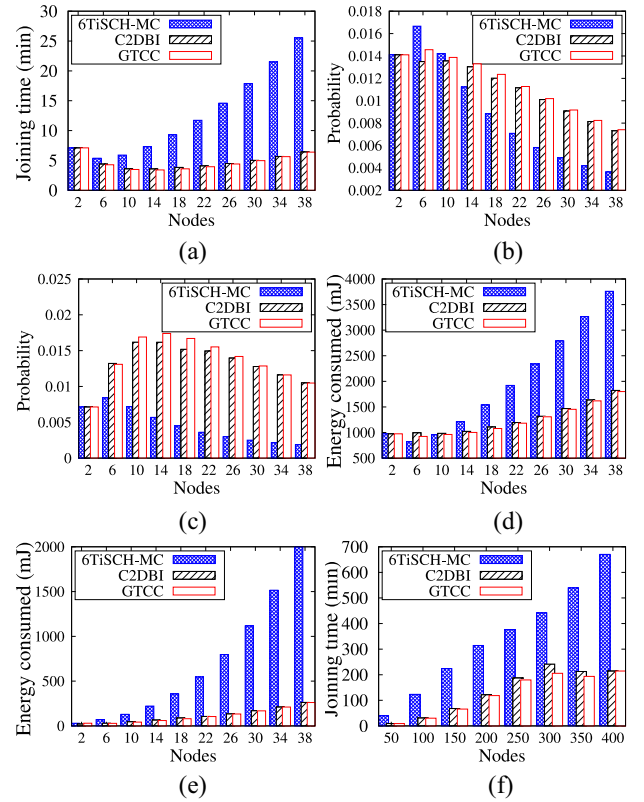 6TiSCH-MC
C2DBI
GTCC
Joining time (min)
30
25
20
15
10
5
0
2 6 10 14 18 22 26 30 34 38
Nodes
(a)
6TiSCH-MC
C2DBI
GTCC
Probability
0.018
0.016
0.014
0.012
0.01
0.008
0.006
0.004
0.002
2 6 10 14 18 22 26 30 34 38
Nodes
(b)
6TiSCH-MC
C2DBI
GTCC
Probability
0.025
0.02
0.015
0.01
0.005
0
2 6 10 14 18 22 26 30 34 38
Nodes
(c)
6TiSCH-MC
C2DBI
GTCC
Energy consumed (mJ)
4000
3500
3000
2500
2000
1500
1000
500
2 6 10 14 18 22 26 30 34 38
Nodes
(d)
6TiSCH-MC
C2DBI
GTCC
Energy consumed (mJ)
2000
1500
1000
500
0
2 6 10 14 18 22 26 30 34 38
Nodes
(e)
6TiSCH-MC
C2DBI
GTCC
Joining time (min)
700
600
500
400
300
200
100
0
50 100 150 200 250 300 350 400
Nodes
(f)